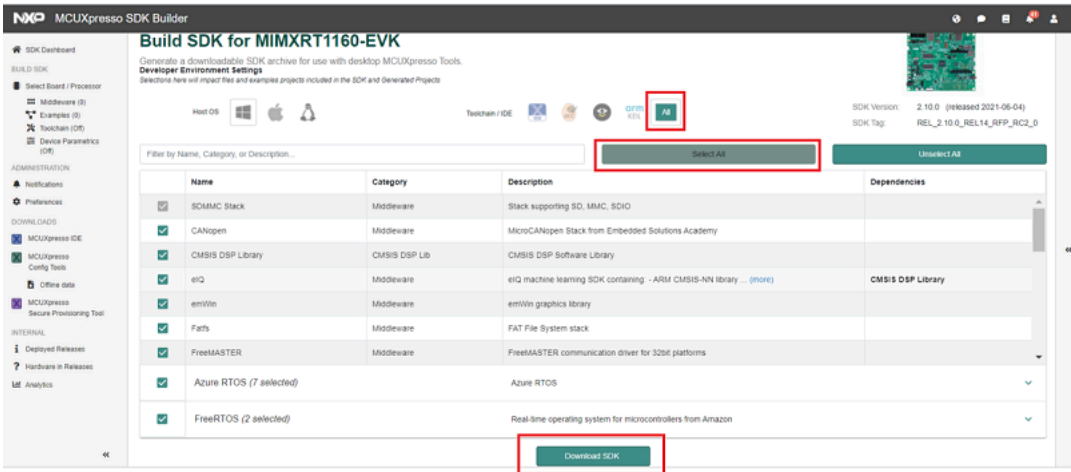 NXP MCUXpresso SDK Builder
41
SDK Dashboard
BUILD SDK
Select Board / Processor
Middleware (0)
Examples (0)
Toolchain (Off)
Device Parametrics
(Off)
ADMINISTRATION
Notifications
Preferences
DOWNLOADS
MCUXpresso IDE
MCUXpresso
Config Tools
Offline data
MCUXpresso
Secure Provisioning Tool
INTERNAL
Deployed Releases
Hardware in Releases
Analytics
Build SDK for MIMXRT1160-EVK
Generate a downloadable SDK archive for use with desktop MCUXpresso Tools.
Developer Environment Settings
Selections here will impact files and examples projects included in the SDK and Generated Projects
Host OS
Toolchain / IDE
arm
KEIL
All
SDK Version: 2.10.0 (released 2021-06-04)
SDK Tag: REL_2.10.0_REL14_RFP_RC2_0
Filter by Name, Category, or Description...
Select All
Unselect All
Name Category Description Dependencies
SDMMC Stack Middleware Stack supporting SD, MMC, SDIO
CANopen Middleware MicroCANopen Stack from Embedded Solutions Academy
CMSIS DSP Library CMSIS DSP Lib CMSIS DSP Software Library
eIQ Middleware eIQ machine learning SDK containing: - ARM CMSIS-NN library ... (more) CMSIS DSP Library
emWin Middleware emWin graphics library
Fatfs Middleware FAT File System stack
FreeMASTER Middleware FreeMASTER communication driver for 32bit platforms
Azure RTOS (7 selected) Azure RTOS
FreeRTOS (2 selected) Real-time operating system for microcontrollers from Amazon
Download SDK